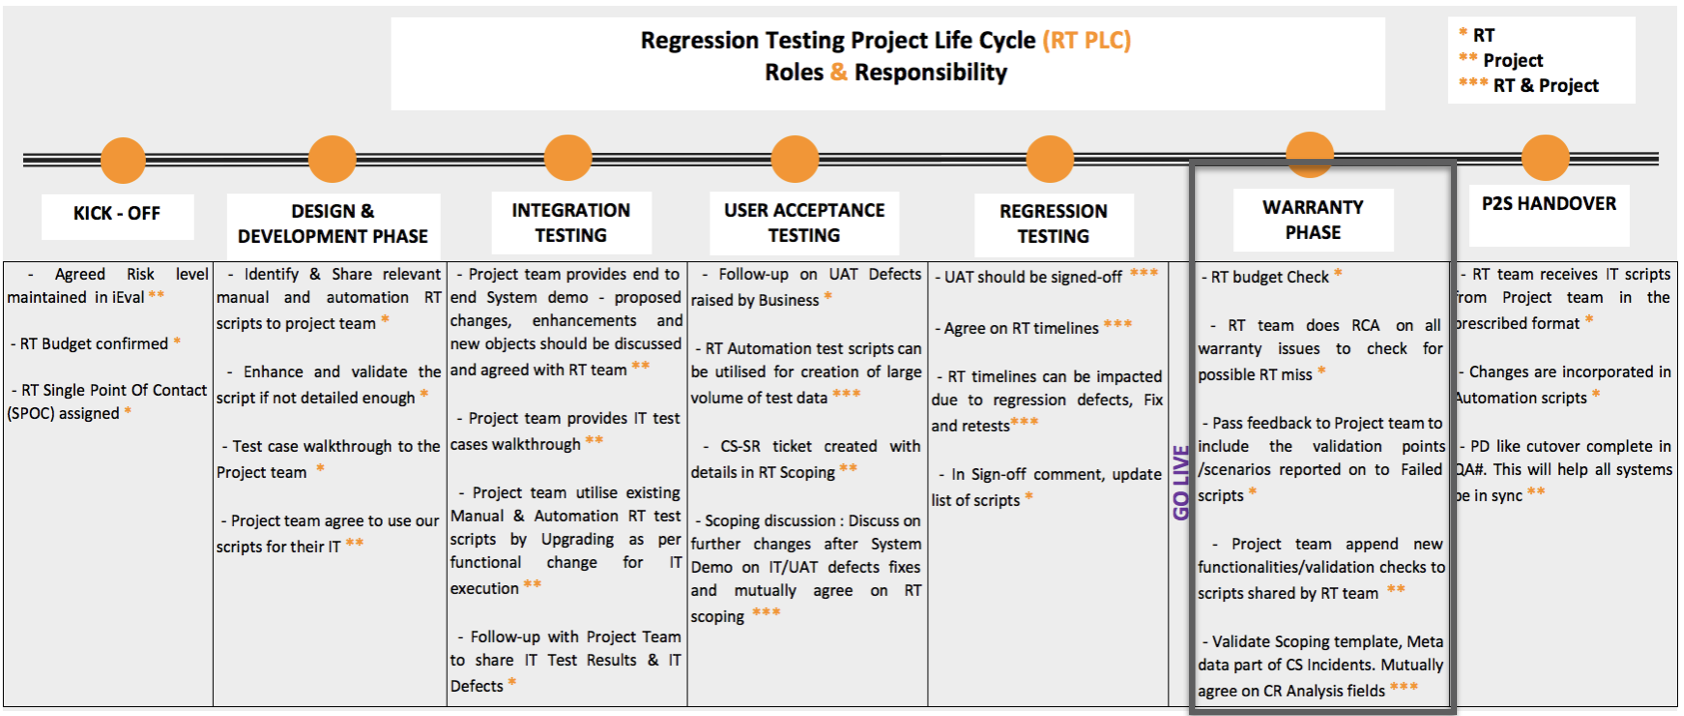 Regression Testing Project Life Cycle (RT PLC)
Roles & Responsibility
* RT
** Project
*** RT & Project
KICK - OFF
- Agreed Risk level
maintained in iEval **
- RT Budget confirmed *
- RT Single Point Of Contact
(SPOC) assigned *
DESIGN &
DEVELOPMENT PHASE
- Identify & Share relevant
manual and automation RT
scripts to project team *
- Enhance and validate the
script if not detailed enough *
- Test case walkthrough to the
Project team *
- Project team agree to use our
scripts for their IT **
INTEGRATION
TESTING
- Project team provides end to
end System demo - proposed
changes, enhancements and
new objects should be discussed
and agreed with RT team **
- Project team provides IT test
cases walkthrough **
- Project team utilise existing
Manual & Automation RT test
scripts by Upgrading as per
functional change for IT
execution **
- Follow-up with Project Team
to share IT Test Results & IT
Defects *
USER ACCEPTANCE
TESTING
- Follow-up on UAT Defects
raised by Business *
- RT Automation test scripts can
be utilised for creation of large
volume of test data ***
- CS-SR ticket created with
details in RT Scoping **
- Scoping discussion : Discuss on
further changes after System
Demo on IT/UAT defects fixes
and mutually agree on RT
scoping ***
REGRESSION
TESTING
- UAT should be signed-off ***
- Agree on RT timelines ***
- RT timelines can be impacted
due to regression defects, Fix
and retests***
- In Sign-off comment, update
list of scripts *
GO LIVE
WARRANTY
PHASE
- RT budget Check *
- RT team does RCA on all
warranty issues to check for
possible RT miss *
- Pass feedback to Project team to
include the validation points
/scenarios reported on to Failed
scripts *
- Project team append new
functionalities/validation checks to
scripts shared by RT team **
- Validate Scoping template, Meta
data part of CS Incidents. Mutually
agree on CR Analysis fields ***
P2S HANDOVER
- RT team receives IT scripts
from Project team in the
prescribed format *
- Changes are incorporated in
Automation scripts *
- PD like cutover complete in
QA#. This will help all systems
be in sync **